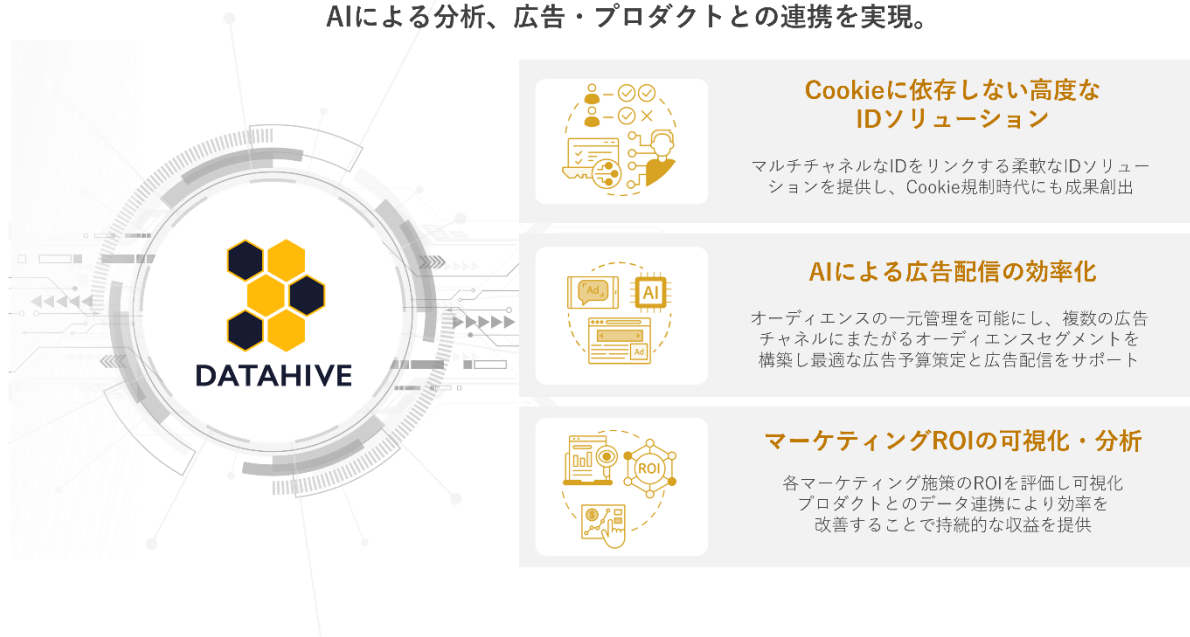 AIによる分析、広告・プロダクトとの連携を実現。
DATAHIVE
Cookieに依存しない高度な
IDソリューション
マルチチャネルなIDをリンクする柔軟なIDソリュー
ションを提供し、Cookie規制時代にも成果創出
Ad
AI
Ad
AIによる広告配信の効率化
オーディエンスの一元管理を可能にし、複数の広告
チャネルにまたがるオーディエンスセグメントを
構築し最適な広告予算策定と広告配信をサポート
ROI
マーケティングROIの可視化・分析
各マーケティング施策のROIを評価し可視化
プロダクトとのデータ連携により効率を
改善することで持続的な収益を提供